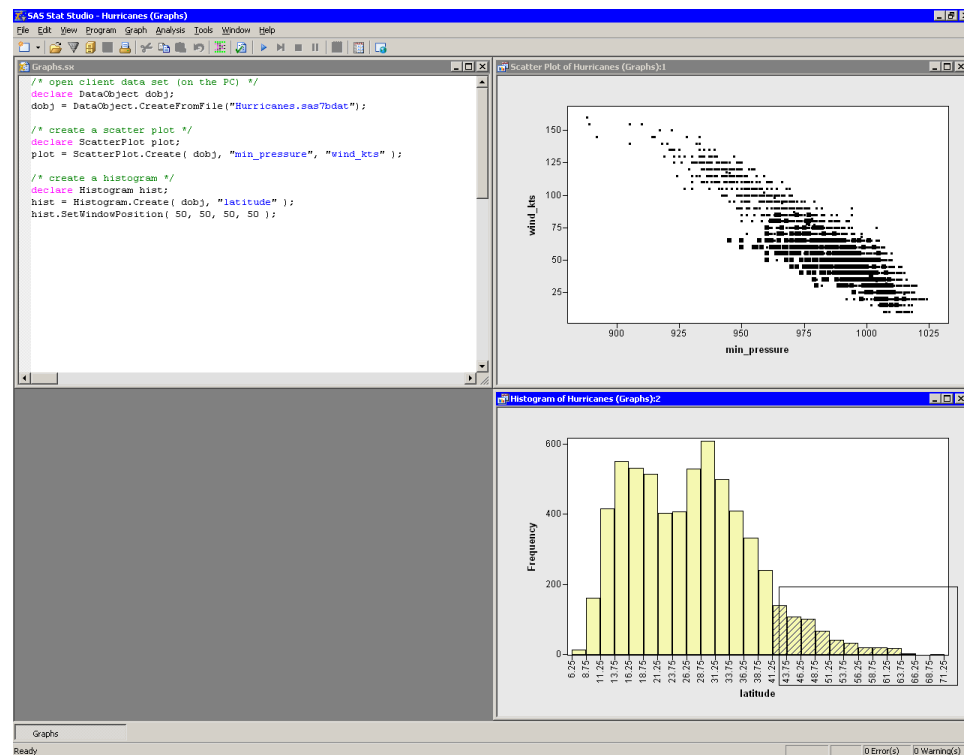 SAS Stat Studio - Hurricanes (Graphs)
File Edit View Program Graph Analysis Tools Window Help
Graphs.sx
/* open client data set (on the PC) */
declare DataObject dobj;
dobj = DataObject.CreateFromFile("Hurricanes.sas7bdat");
/* create a scatter plot */
declare ScatterPlot plot;
plot = ScatterPlot.Create( dobj, "min_pressure", "wind_kts" );
/* create a histogram */
declare Histogram hist;
hist = Histogram.Create( dobj, "latitude" );
hist.SetWindowPosition( 50, 50, 50, 50 );
Scatter Plot of Hurricanes (Graphs):1
wind_kts
150
125
100
75
50
25
900 925 950 975 1000 1025
min_pressure
Histogram of Hurricanes (Graphs):2
Frequency
600
400
200
0
6.25 8.75 11.25 13.75 16.25 18.75 21.25 23.75 26.25 28.75 31.25 33.75 36.25 38.75 41.25 43.75 46.25 48.75 51.25 53.75 56.25 58.75 61.25 63.75 66.25 68.75 71.25
latitude
Graphs
Ready
0 Error(s) 0 Warning(s)